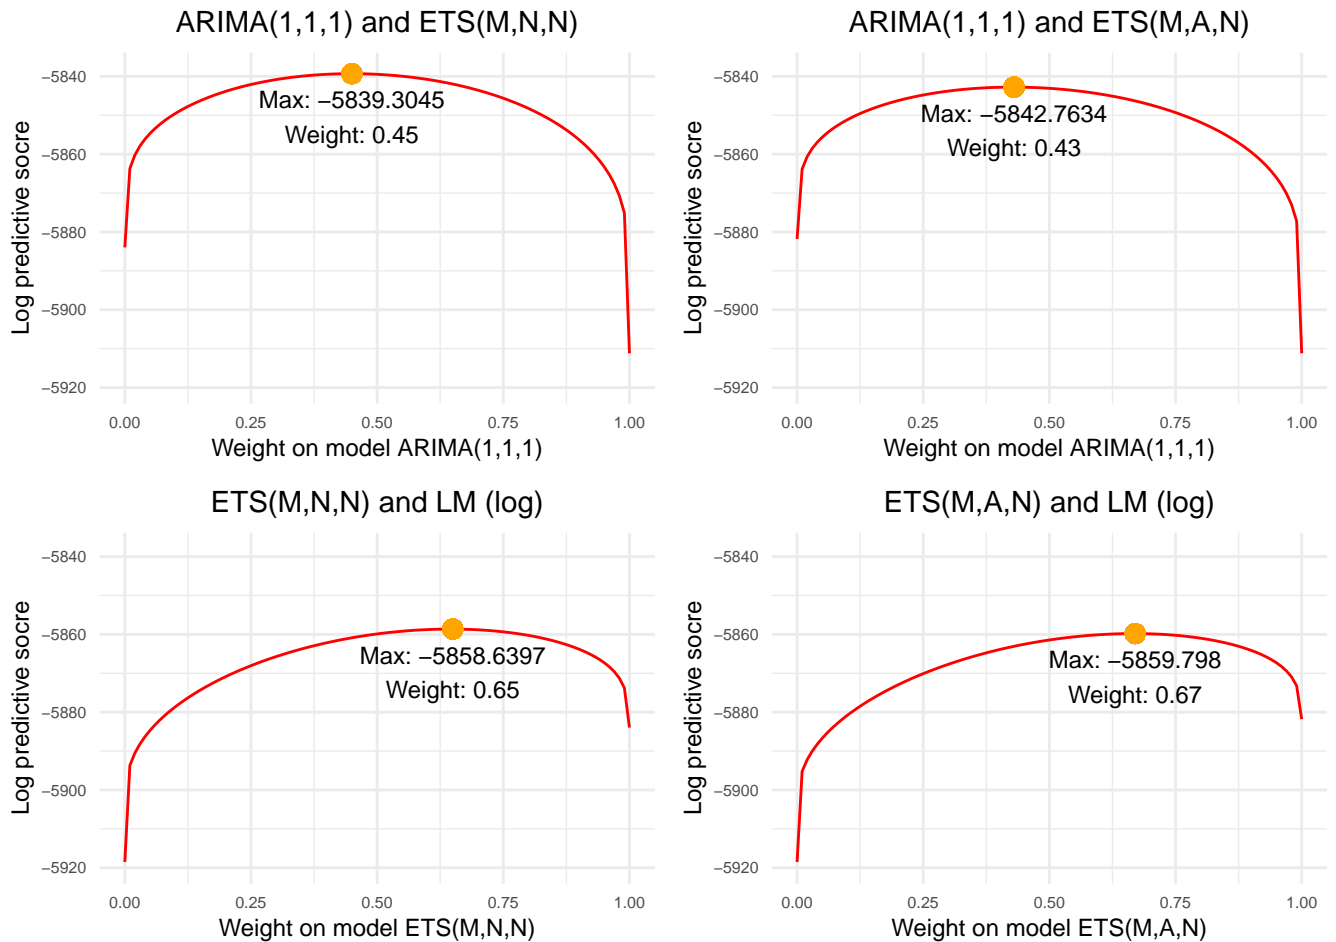 ARIMA(1,1,1) and ETS(M,N,N)
Log predictive socre
−5840
−5860
−5880
−5900
−5920
Max: −5839.3045
Weight: 0.45
0.00 0.25 0.50 0.75 1.00
Weight on model ARIMA(1,1,1)
ARIMA(1,1,1) and ETS(M,A,N)
Log predictive socre
−5840
−5860
−5880
−5900
−5920
Max: −5842.7634
Weight: 0.43
0.00 0.25 0.50 0.75 1.00
Weight on model ARIMA(1,1,1)
ETS(M,N,N) and LM (log)
Log predictive socre
−5840
−5860
−5880
−5900
−5920
Max: −5858.6397
Weight: 0.65
0.00 0.25 0.50 0.75 1.00
Weight on model ETS(M,N,N)
ETS(M,A,N) and LM (log)
Log predictive socre
−5840
−5860
−5880
−5900
−5920
Max: −5859.798
Weight: 0.67
0.00 0.25 0.50 0.75 1.00
Weight on model ETS(M,A,N)